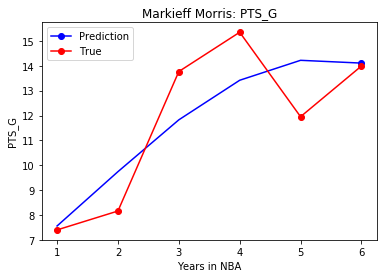 Markieff Morris: PTS_G
Prediction
True
PTS_G
15
14
13
12
11
10
9
8
7
1 2 3 4 5 6
Years in NBA